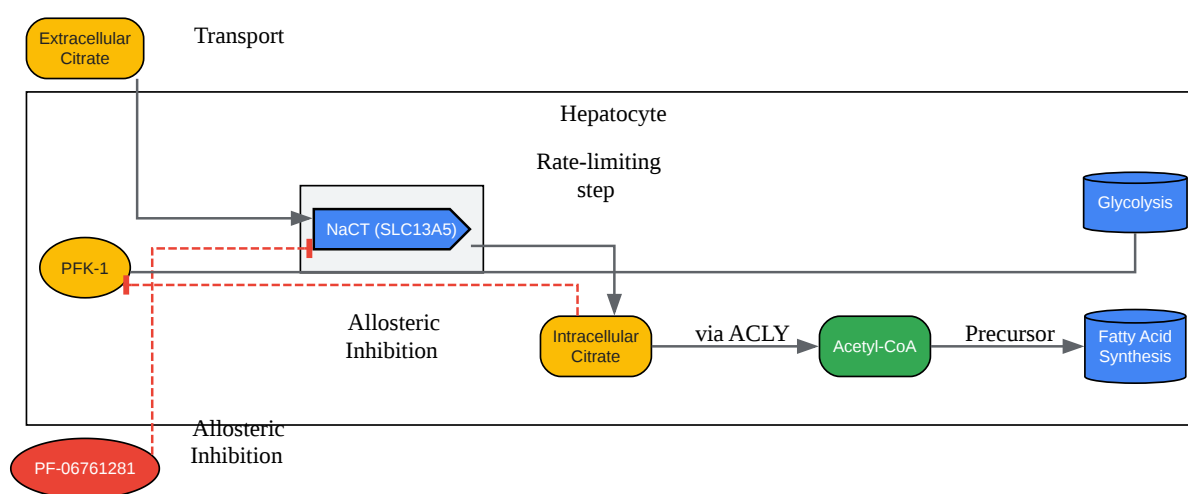 Extracellular
Citrate
Transport
Hepatocyte
Rate-limiting
step
Glycolysis
NaCT (SLC13A5)
PFK-1
Allosteric
Inhibition
Intracellular
Citrate
via ACLY
Acetyl-CoA
Precursor
Fatty Acid
Synthesis
Allosteric
Inhibition
PF-06761281